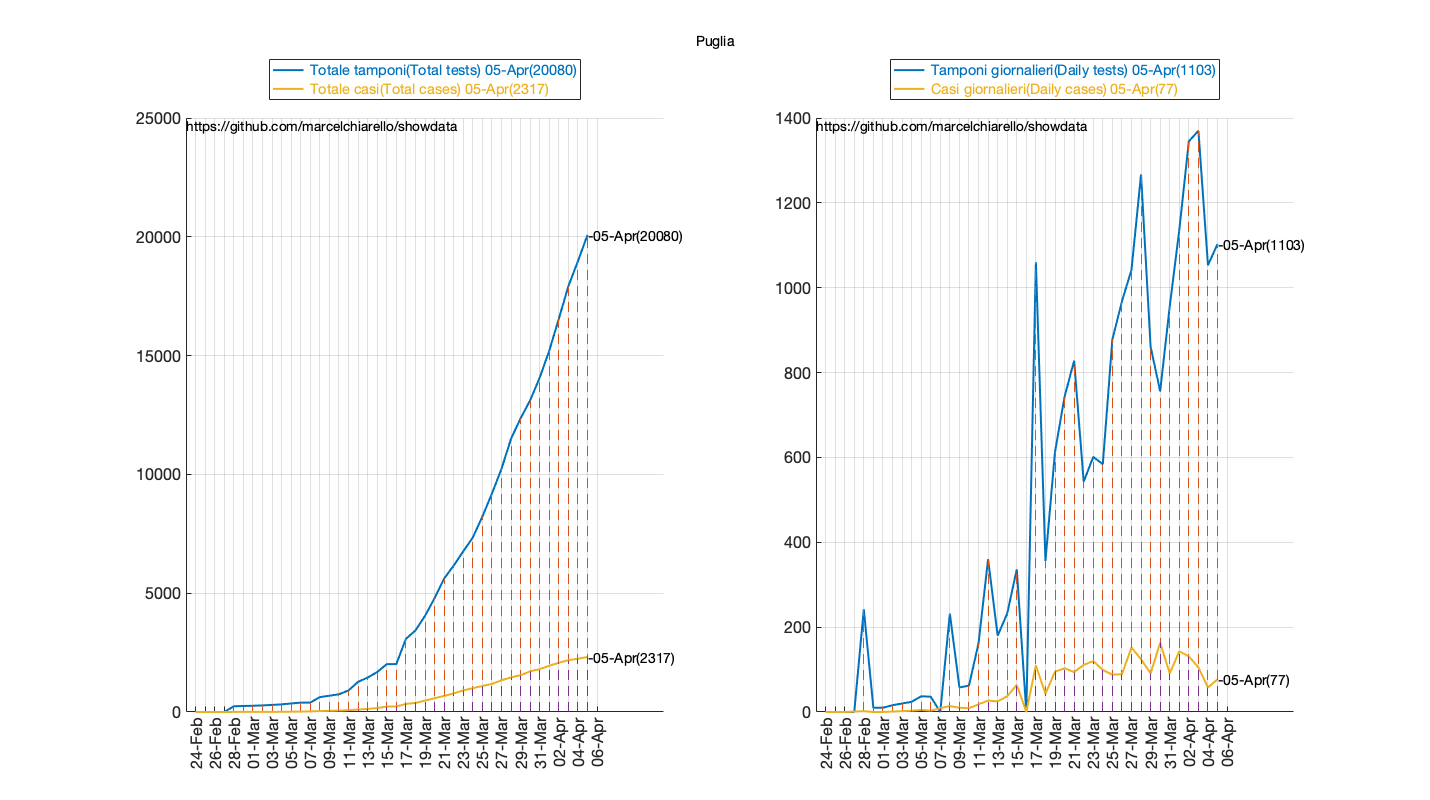 Puglia
Totale tamponi(Total tests) 05-Apr(20080)
Totale casi(Total cases) 05-Apr(2317)
https://github.com/marcelchiarello/showdata
25000
20000
15000
10000
5000
0
-05-Apr(20080)
-05-Apr(2317)
24-Feb
26-Feb
28-Feb
01-Mar
03-Mar
05-Mar
07-Mar
09-Mar
11-Mar
13-Mar
15-Mar
17-Mar
19-Mar
21-Mar
23-Mar
25-Mar
27-Mar
29-Mar
31-Mar
02-Apr
04-Apr
06-Apr
Tamponi giornalieri(Daily tests) 05-Apr(1103)
Casi giornalieri(Daily cases) 05-Apr(77)
https://github.com/marcelchiarello/showdata
1400
1200
1000
800
600
400
200
0
-05-Apr(1103)
-05-Apr(77)
24-Feb
26-Feb
28-Feb
01-Mar
03-Mar
05-Mar
07-Mar
09-Mar
11-Mar
13-Mar
15-Mar
17-Mar
19-Mar
21-Mar
23-Mar
25-Mar
27-Mar
29-Mar
31-Mar
02-Apr
04-Apr
06-Apr